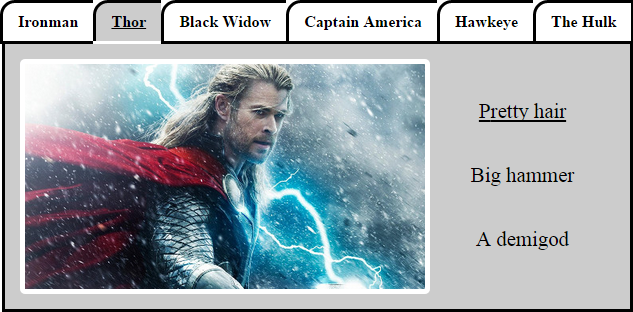 Ironman Thor Black Widow Captain America Hawkeye The Hulk
Pretty hair
Big hammer
A demigod